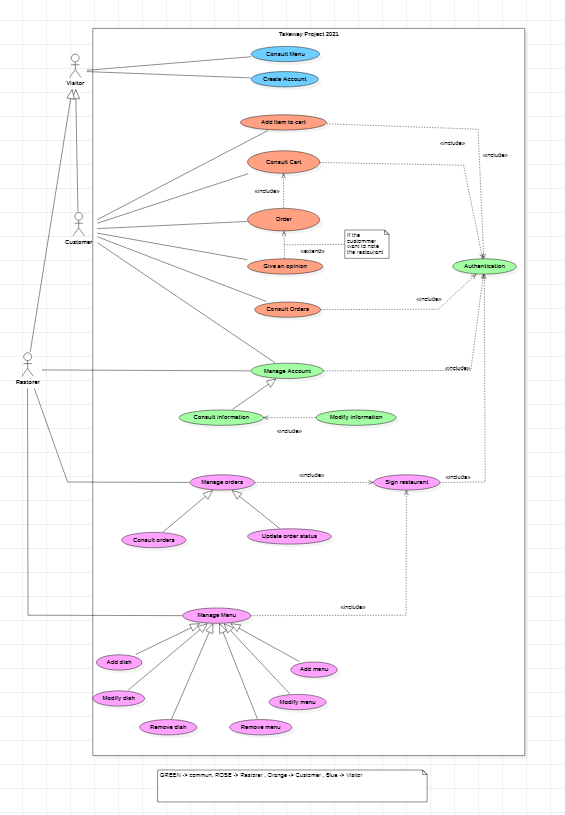 Takeway Project 2021
Consult Menu
Visitor
Create Account
Add item to cart
«include»
«include»
Consult Cart
«include»
Order
Customer
If the
custommer
want to note
the restaurant
«extend»
Give an opinion
Authentication
«include»
Consult Orders
«include»
Manage Account
Restorer
Consult information
Modify information
«include»
«include»
«include»
Manage orders
Sign restaurant
Consult orders
Update order status
«include»
Manage Menu
Add dish
Add menu
Modify dish
Modify menu
Remove dish
Remove menu
GREEN -> commun, ROSE -> Restorer , Orange -> Customer , Blue -> Visitor